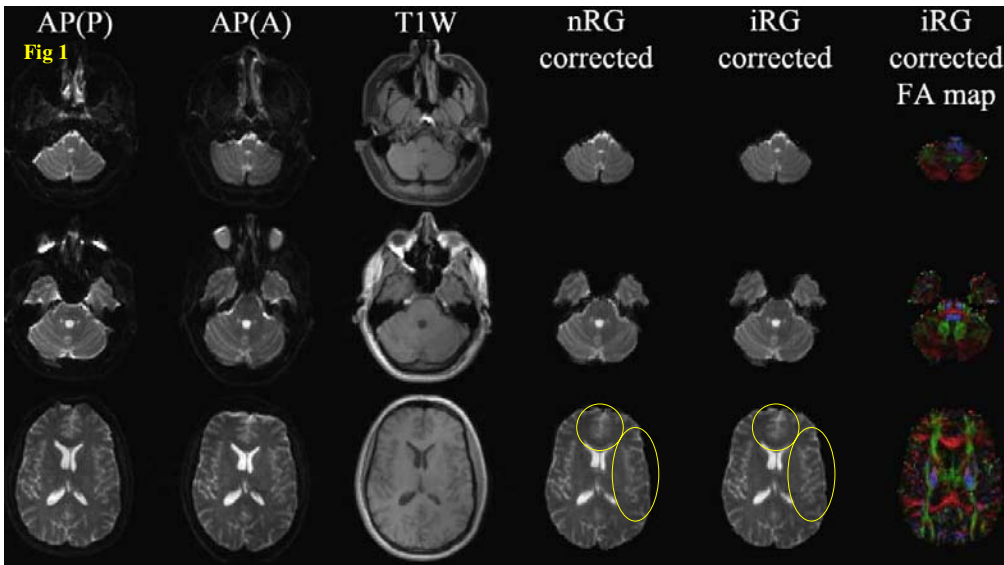 AP(P)
AP(A)
T1W
nRG
corrected
iRG
corrected
iRG
corrected
FA map
Fig 1